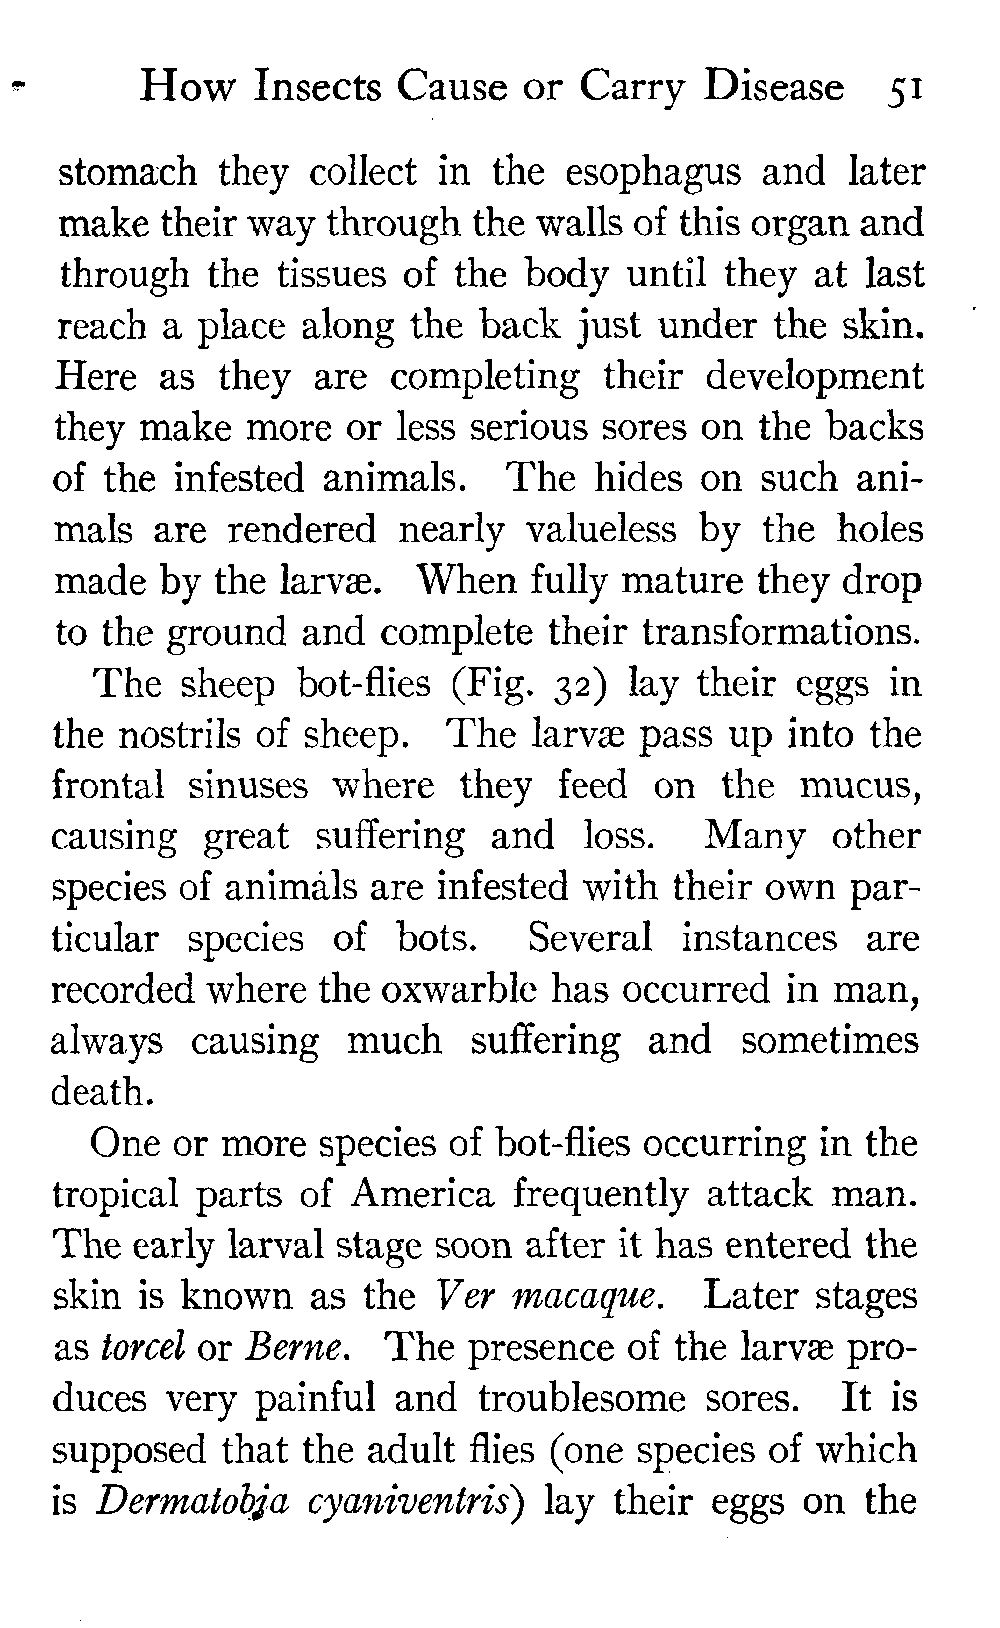 How Insects Cause or Carry Disease 51
stomach they collect in the esophagus and later
make their way through the walls of this organ and
through the tissues of the body until they at last
reach a place along the back just under the skin.
Here as they are completing their development
they make more or less serious sores on the backs
of the infested animals. The hides on such ani-
mals are rendered nearly valueless by the holes
made by the larvæ. When fully mature they drop
to the ground and complete their transformations.
The sheep bot-flies (Fig. 32) lay their eggs in
the nostrils of sheep. The larvæ pass up into the
frontal sinuses where they feed on the mucus,
causing great suffering and loss. Many other
species of animals are infested with their own par-
ticular species of bots. Several instances are
recorded where the oxwarble has occurred in man,
always causing much suffering and sometimes
death.
One or more species of bot-flies occurring in the
tropical parts of America frequently attack man.
The early larval stage soon after it has entered the
skin is known as the Ver macaque. Later stages
as torcel or Berne. The presence of the larvæ pro-
duces very painful and troublesome sores. It is
supposed that the adult flies (one species of which
is Dermatobia cyaniventris) lay their eggs on the